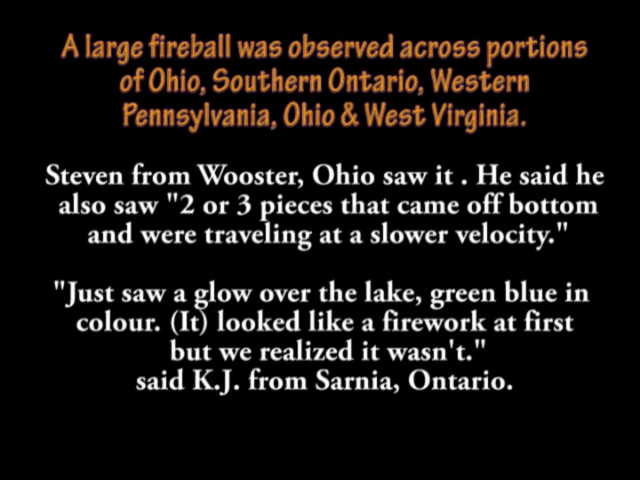 A large fireball was observed across portions
of Ohio, Southern Ontario, Western
Pennsylvania, Ohio & West Virginia.
Steven from Wooster, Ohio saw it . He said he
also saw "2 or 3 pieces that came off bottom
and were traveling at a slower velocity."
"Just saw a glow over the lake, green blue in
colour. (It) looked like a firework at first
but we realized it wasn't."
said K.J. from Sarnia, Ontario.